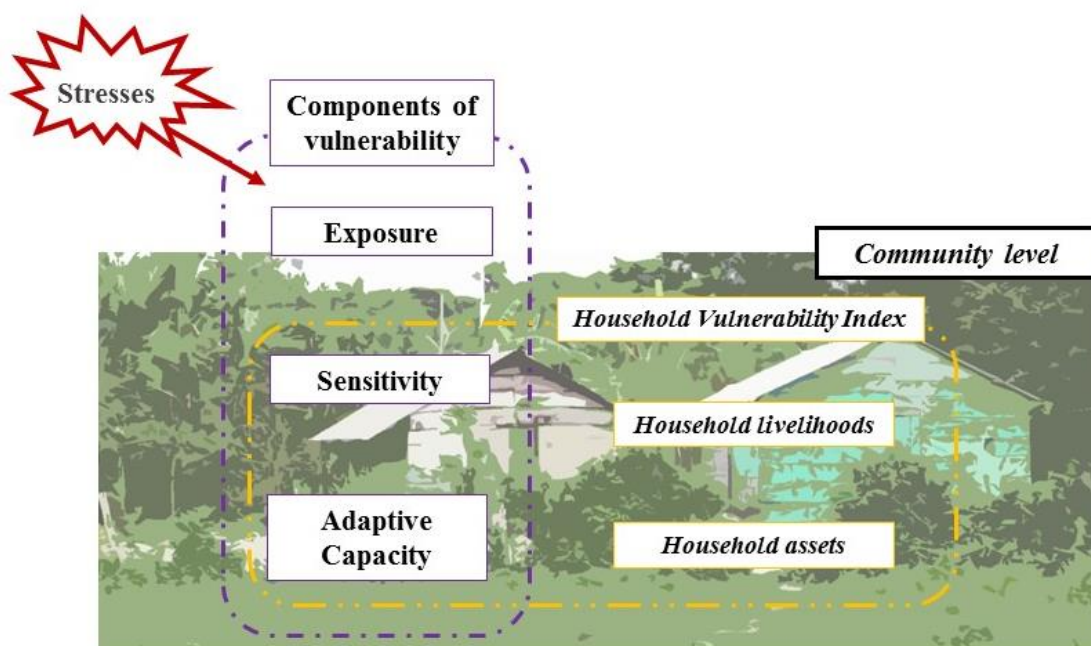 Stresses
Components of
vulnerability
Exposure
Community level
Household Vulnerability Index
Sensitivity
Household livelihoods
Adaptive
Capacity
Household assets